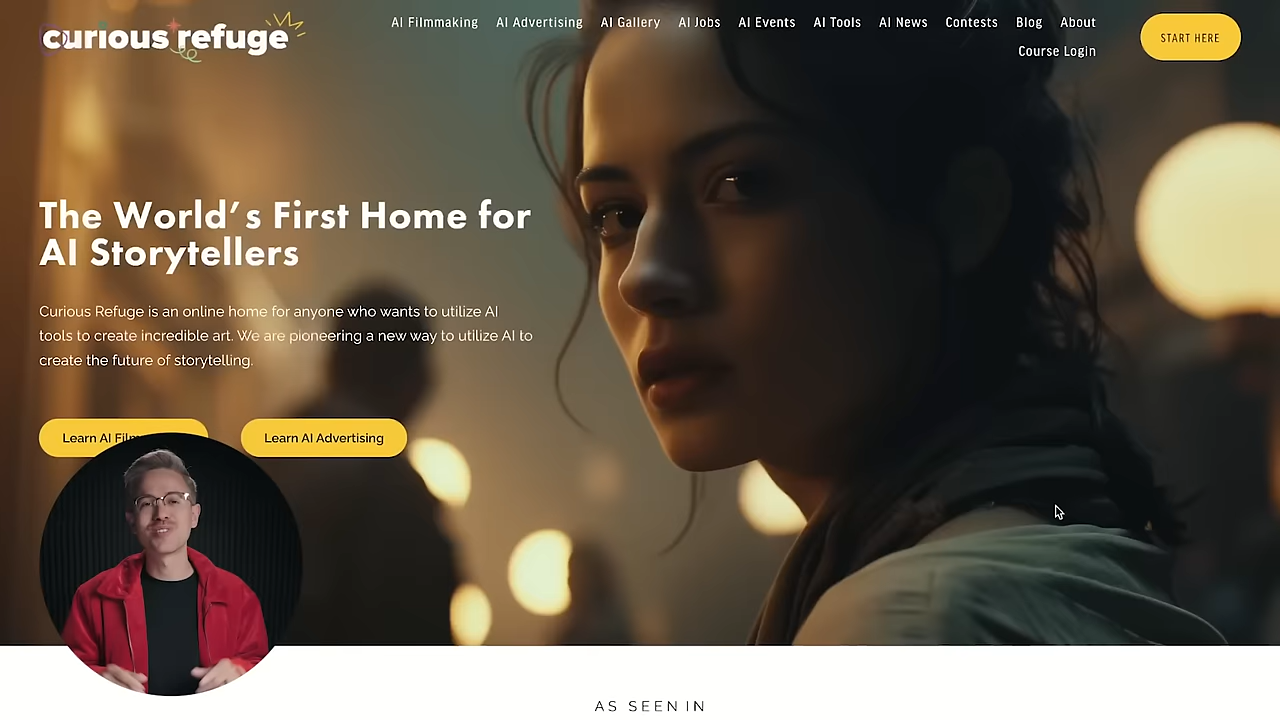 curious refuge
AI Filmmaking AI Advertising AI Gallery AI Jobs AI Events AI Tools AI News Contests Blog About
Course Login
START HERE
The World's First Home for
AI Storytellers
Curious Refuge is an online home for anyone who wants to utilize AI
tools to create incredible art. We are pioneering a new way to utilize AI to
create the future of storytelling.
Learn AI Learn AI Advertising
AS SEEN IN